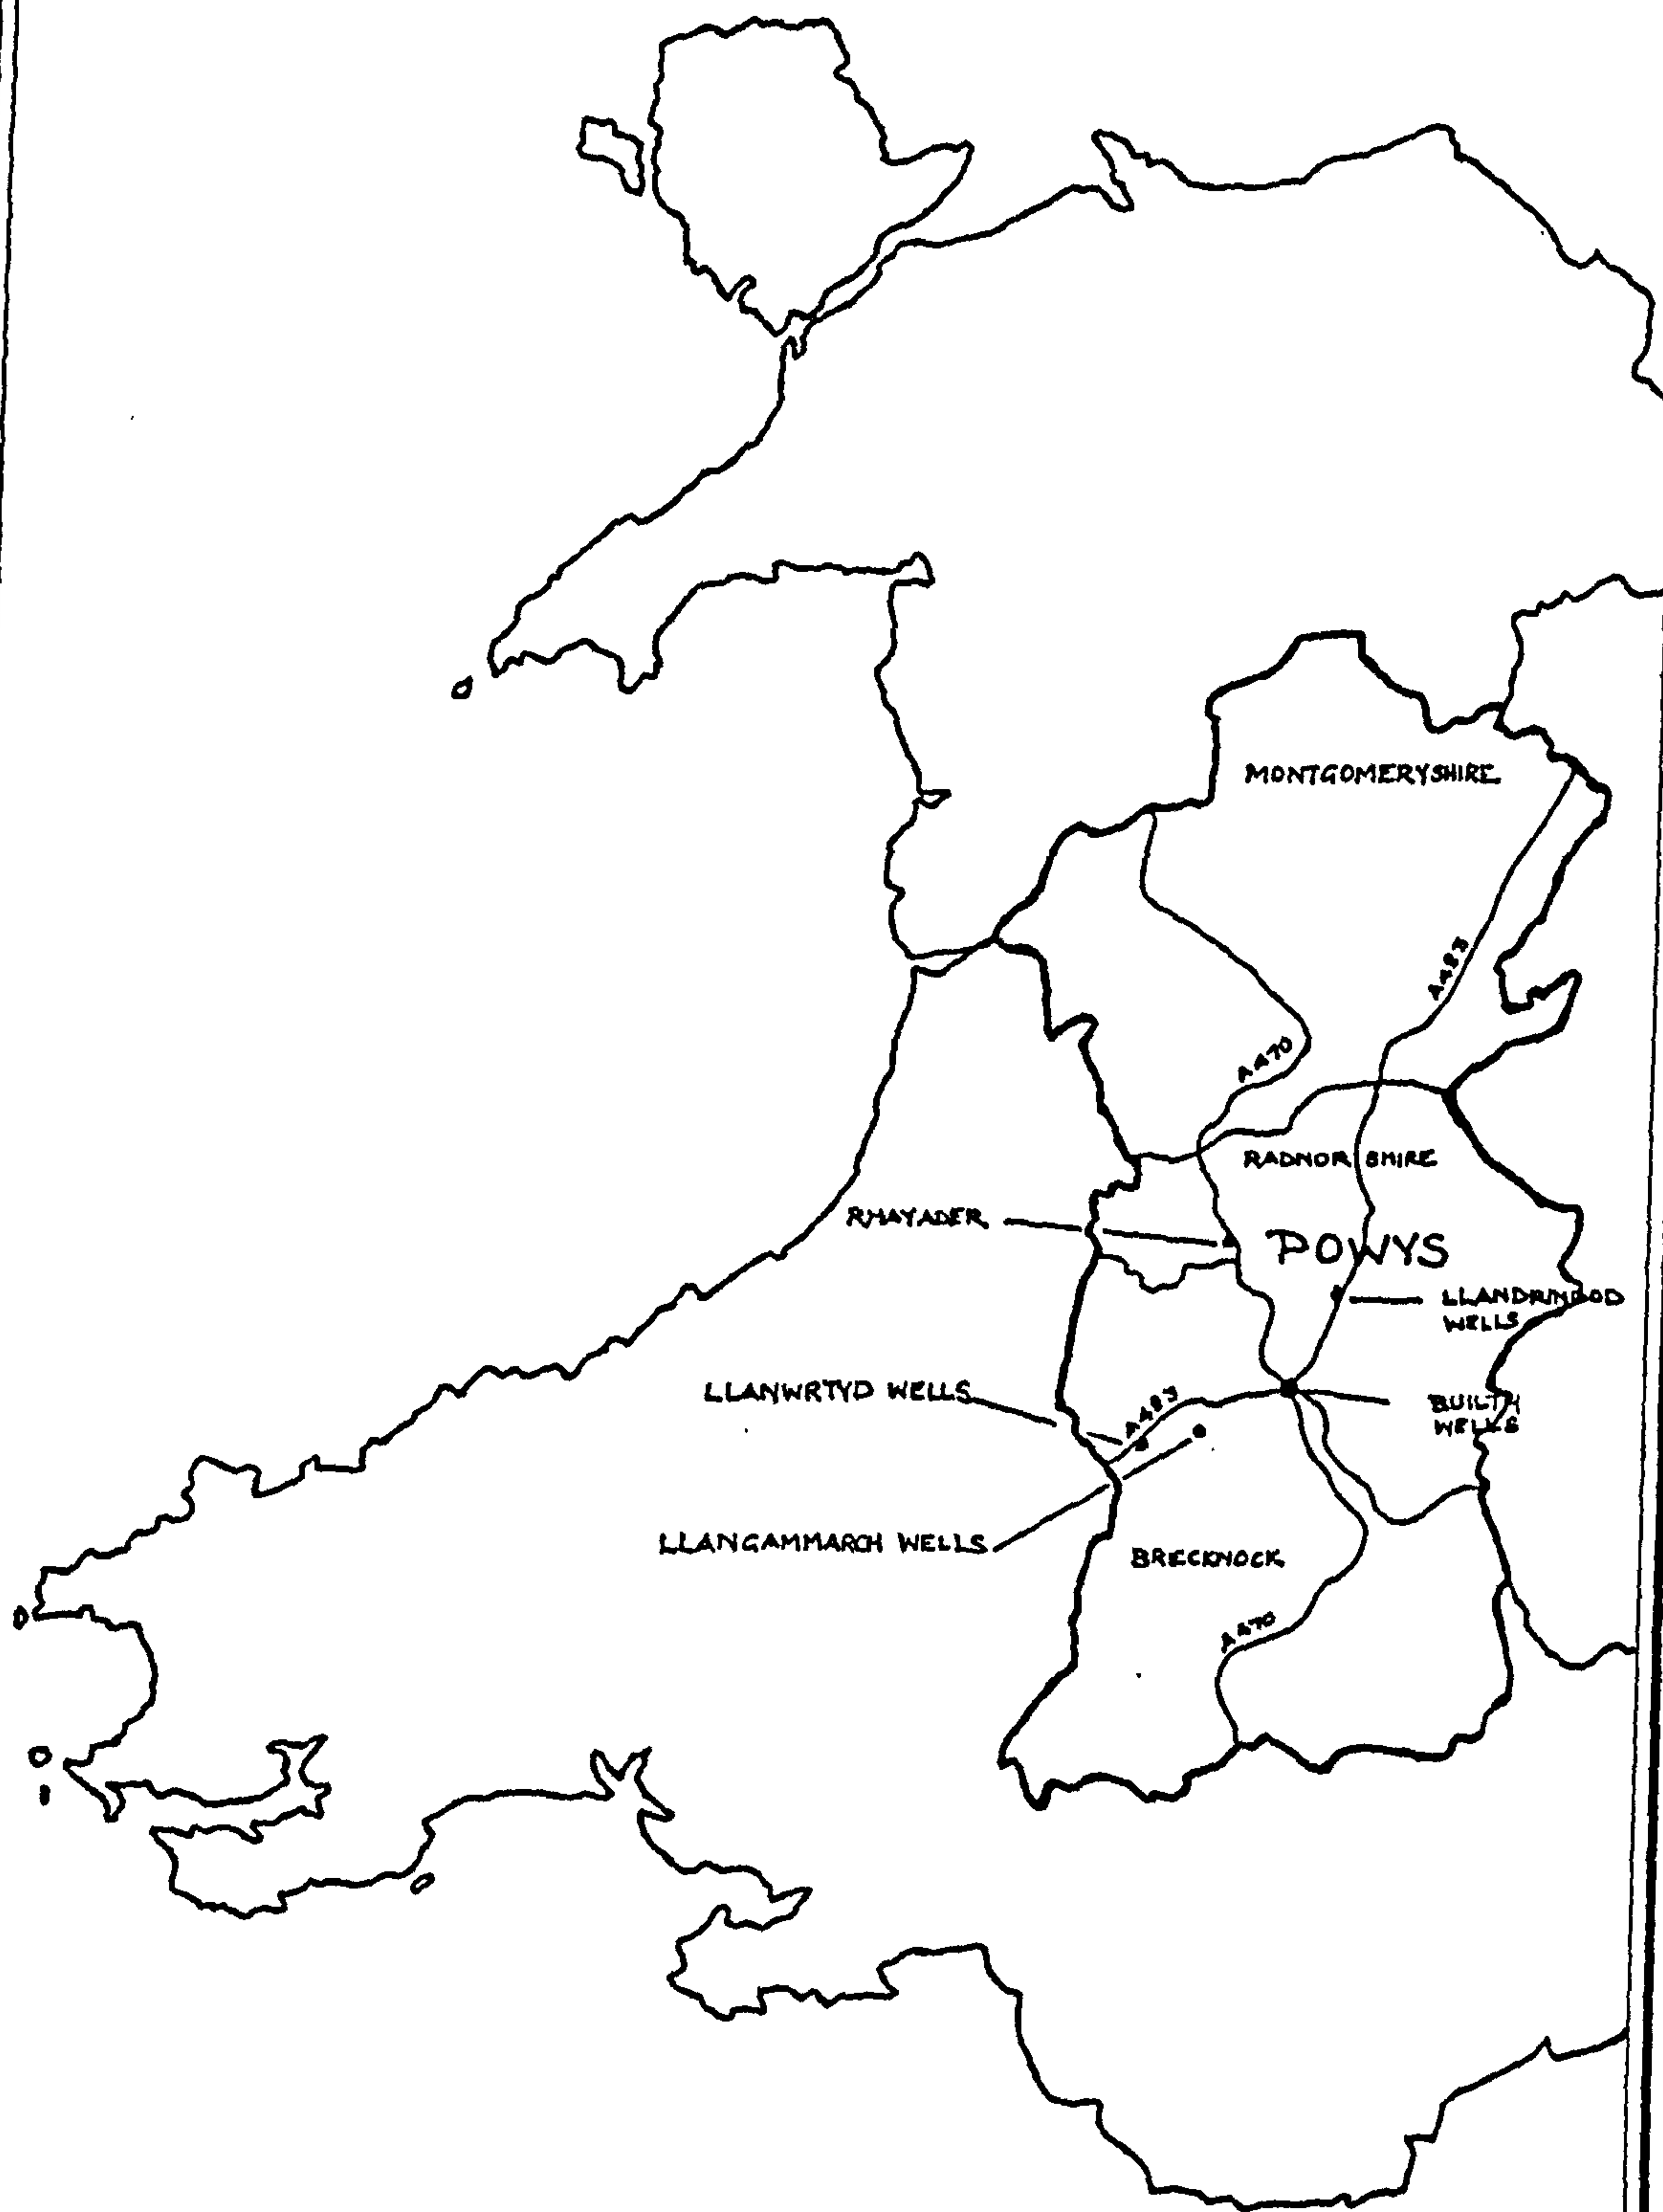 MONTGOMERYSHIRE
A483
A470
RADNOR SHIRE
RHAYADER
POWYS
LLANDRINDOD
WELLS
LLANWRTYD WELLS
A483
BUILTH
WELLS
LLANGAMMARCH WELLS
BRECKNOCK
A470